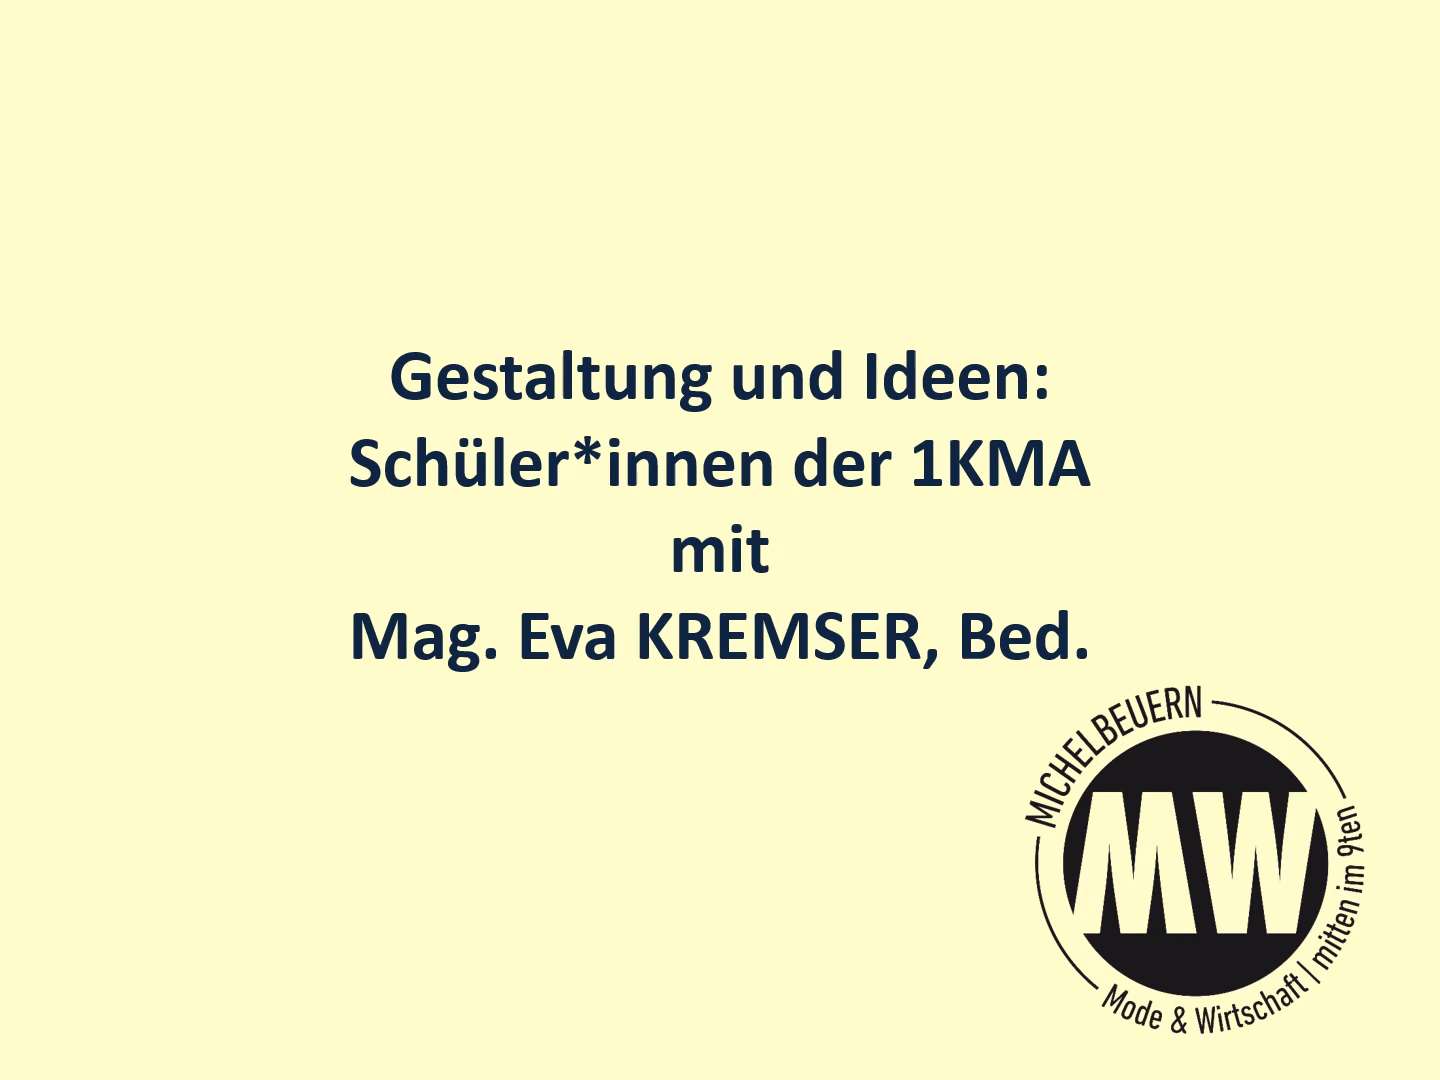 Gestaltung und Ideen:
Schüler*innen der 1KMA
mit
Mag. Eva KREMSER, Bed.
MICHELBEUERN
MW
Mode & Wirtschaft | mitten im 9ten